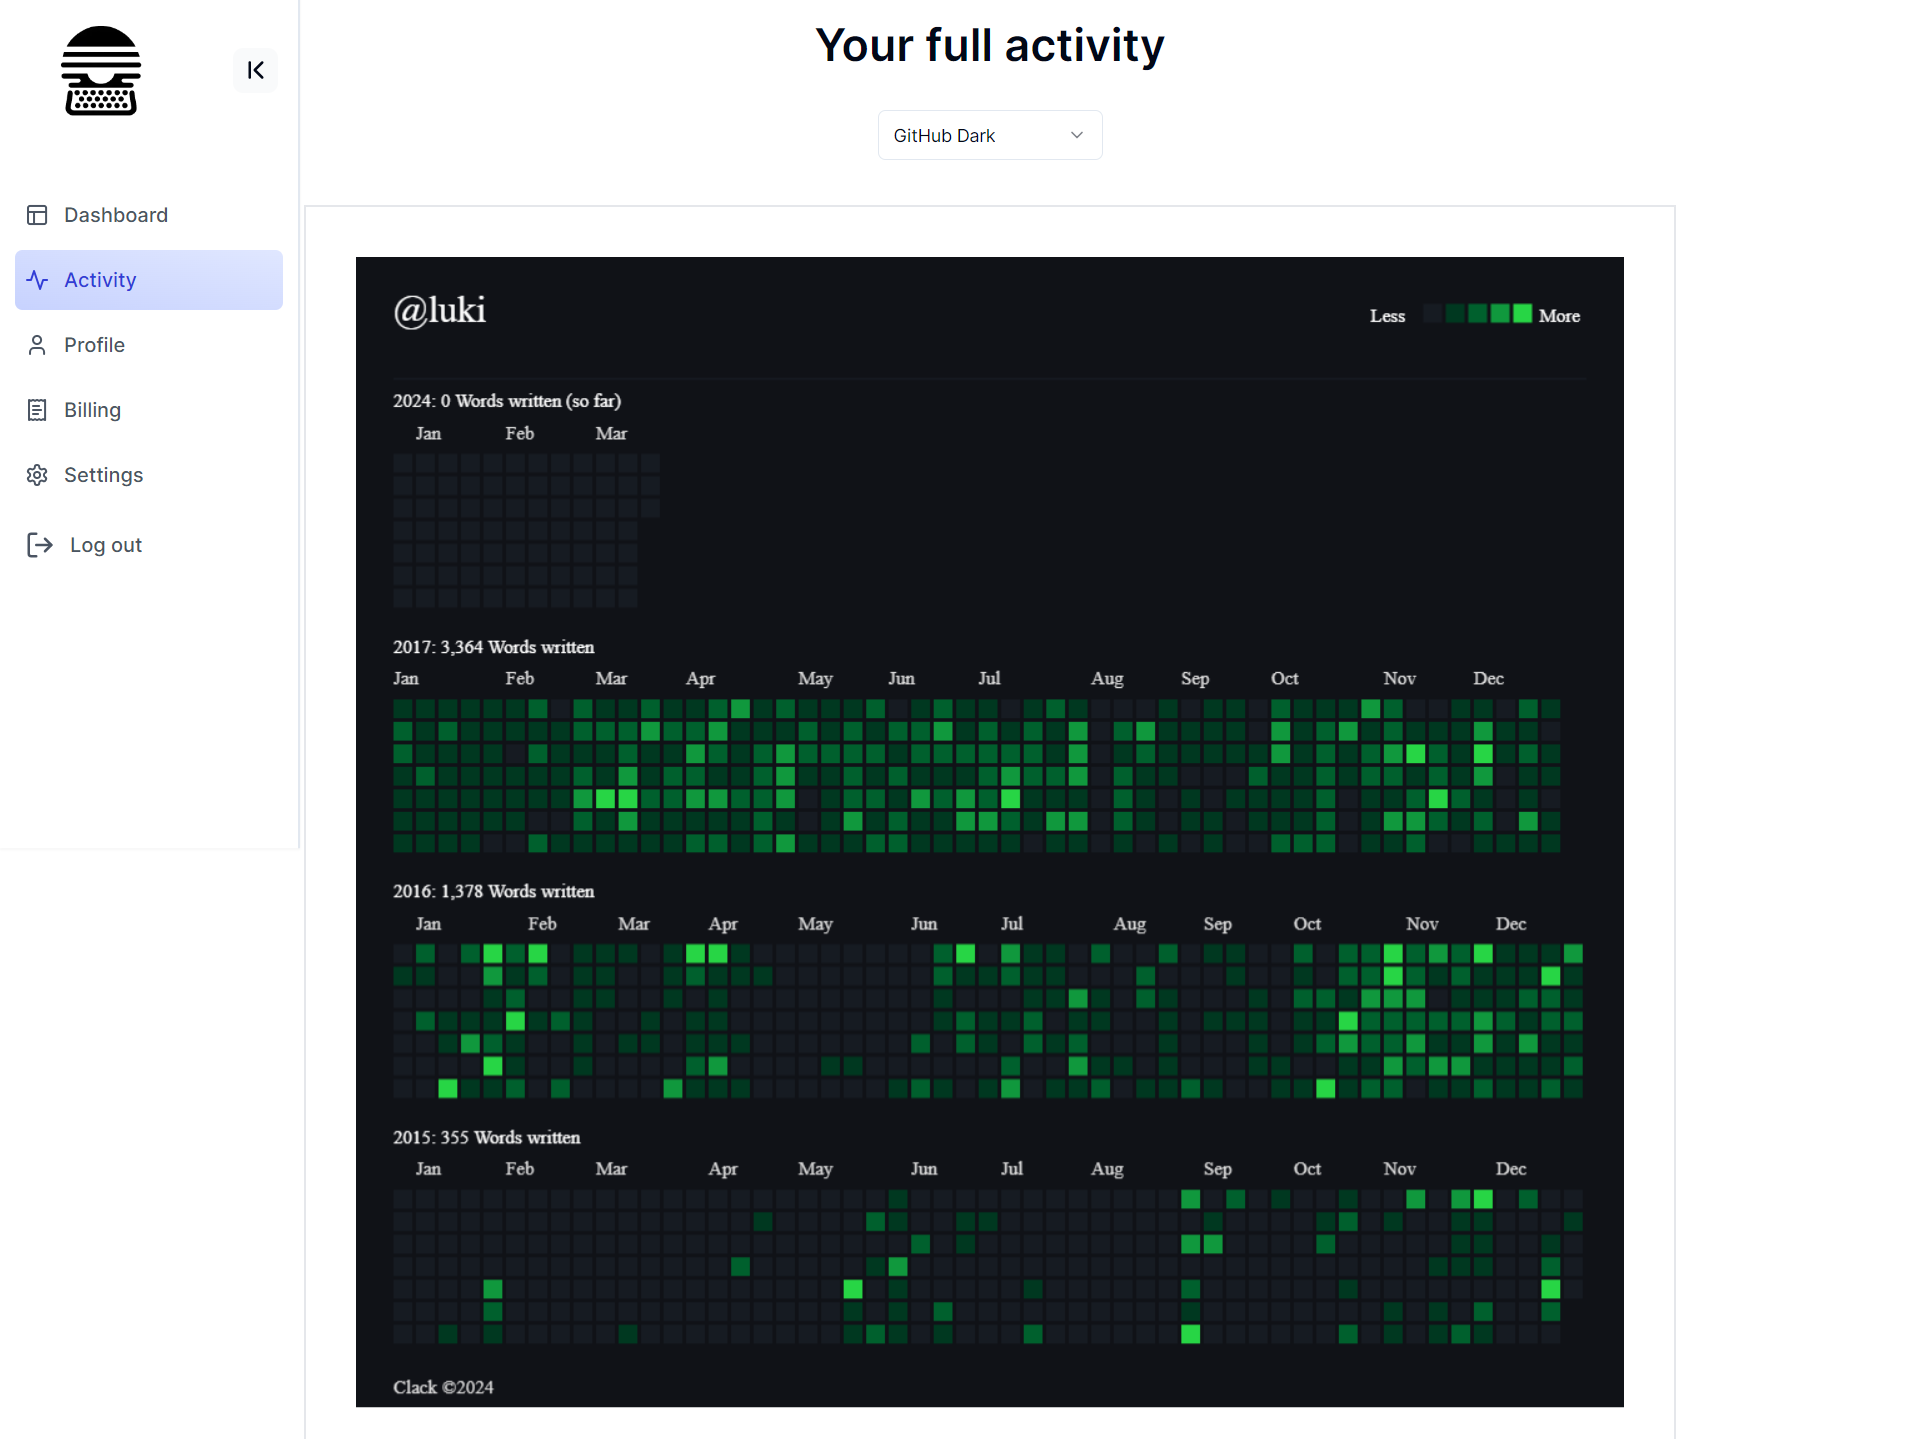 Your full activity
GitHub Dark
Dashboard
Activity
Profile
Billing
Settings
Log out
@luki
Less More
2024: 0 Words written (so far)
Jan Feb Mar
2017: 3,364 Words written
Jan Feb Mar Apr May Jun Jul Aug Sep Oct Nov Dec
2016: 1,378 Words written
Jan Feb Mar Apr May Jun Jul Aug Sep Oct Nov Dec
2015: 355 Words written
Jan Feb Mar Apr May Jun Jul Aug Sep Oct Nov Dec
Clack ©2024